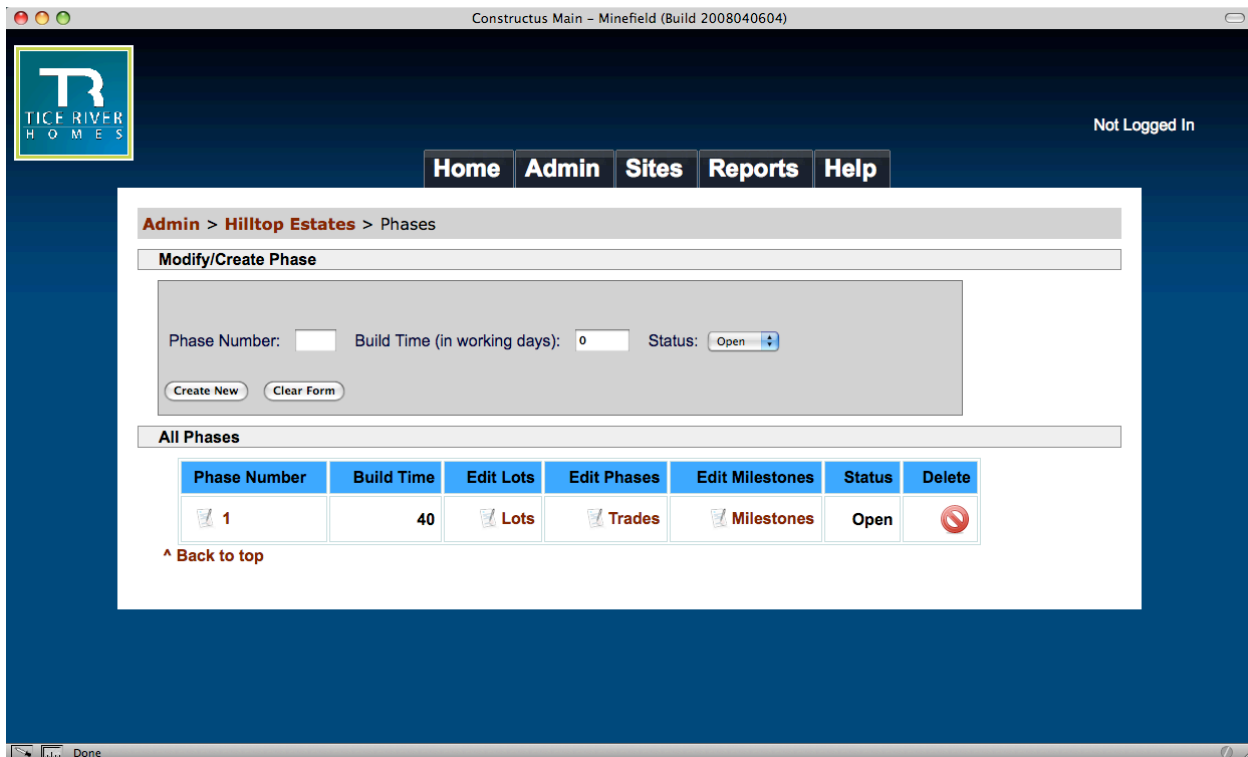 Constructus Main – Minefield (Build 2008040604)
TR
TICE RIVER
HOMES
Not Logged In
Home Admin Sites Reports Help
Admin > Hilltop Estates > Phases
Modify/Create Phase
Phase Number: Build Time (in working days): 0 Status: Open
Create New Clear Form
All Phases
Phase Number Build Time Edit Lots Edit Phases Edit Milestones Status Delete
1 40 Lots Trades Milestones Open
^ Back to top
Done